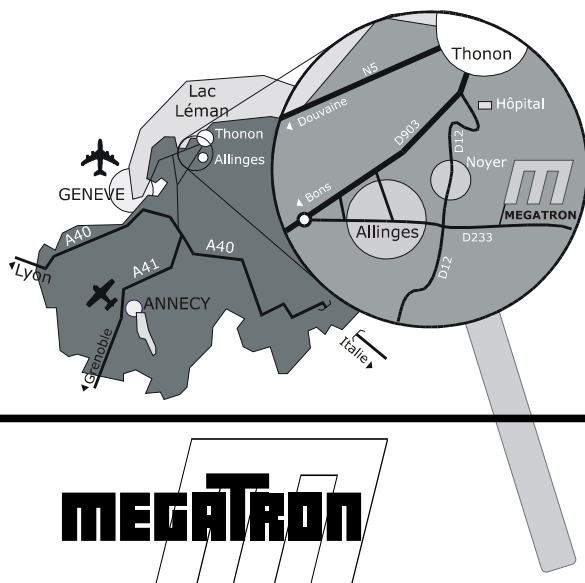 Thonon
N5
Lac
Léman
Douvaine
Hôpital
Thonon
D903
D12
Allinges
Noyer
GENEVE
Bons
MEGATRON
Allinges
A40
A40
D233
Lyon
A41
D12
ANNECY
Italie
Grenoble
MEGATRON